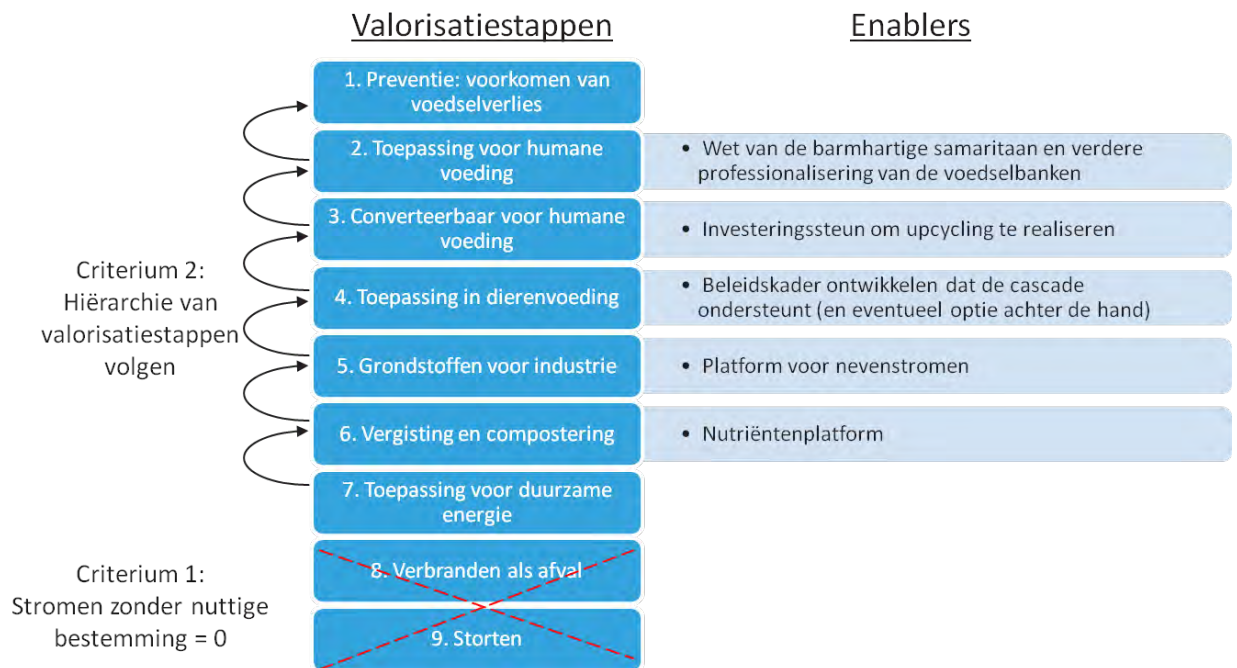 Valorisatiestappen
Enablers
1. Preventie: voorkomen van
voedselverlies
2. Toepassing voor humane
voeding
• Wet van de barmhartige samaritaan en verdere
professionalisering van de voedselbanken
3. Converteerbaar voor humane
voeding
• Investeringssteun om upcycling te realiseren
Criterium 2:
Hiërarchie van
valorisatiestappen
volgen
4. Toepassing in dierenvoeding
• Beleidskader ontwikkelen dat de cascade
ondersteunt (en eventueel optie achter de hand)
5. Grondstoffen voor industrie
• Platform voor nevenstromen
6. Vergisting en compostering
• Nutriëntenplatform
7. Toepassing voor duurzame
energie
Criterium 1:
Stromen zonder nuttige
bestemming = 0
8. Verbranden als afval
9. Storten